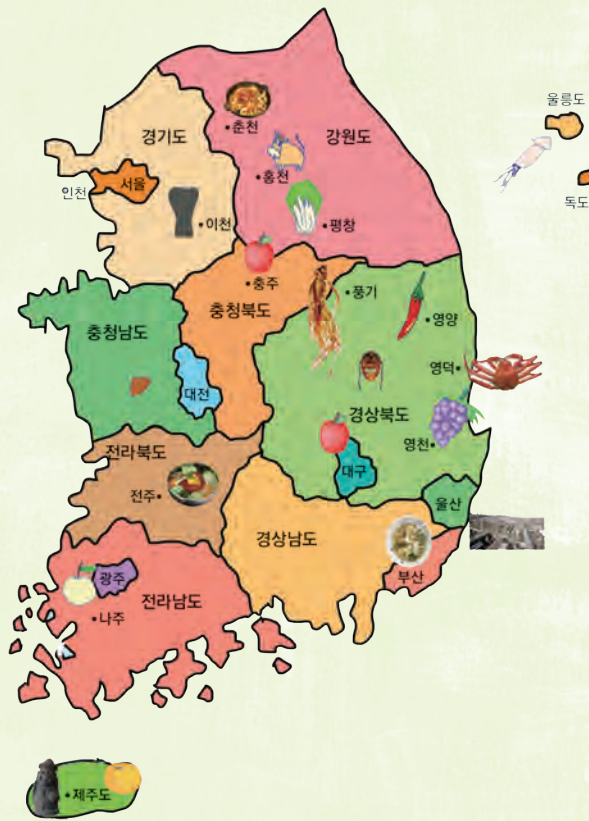 울릉도
춘천
경기도
강원도
홍천
서울
인천
독도
이천
평창
충주
풍기
충청북도
영양
충청남도
영덕
대전
경상북도
영천
전라북도
대구
전주
울산
경상남도
부산
광주
전라남도
나주
제주도